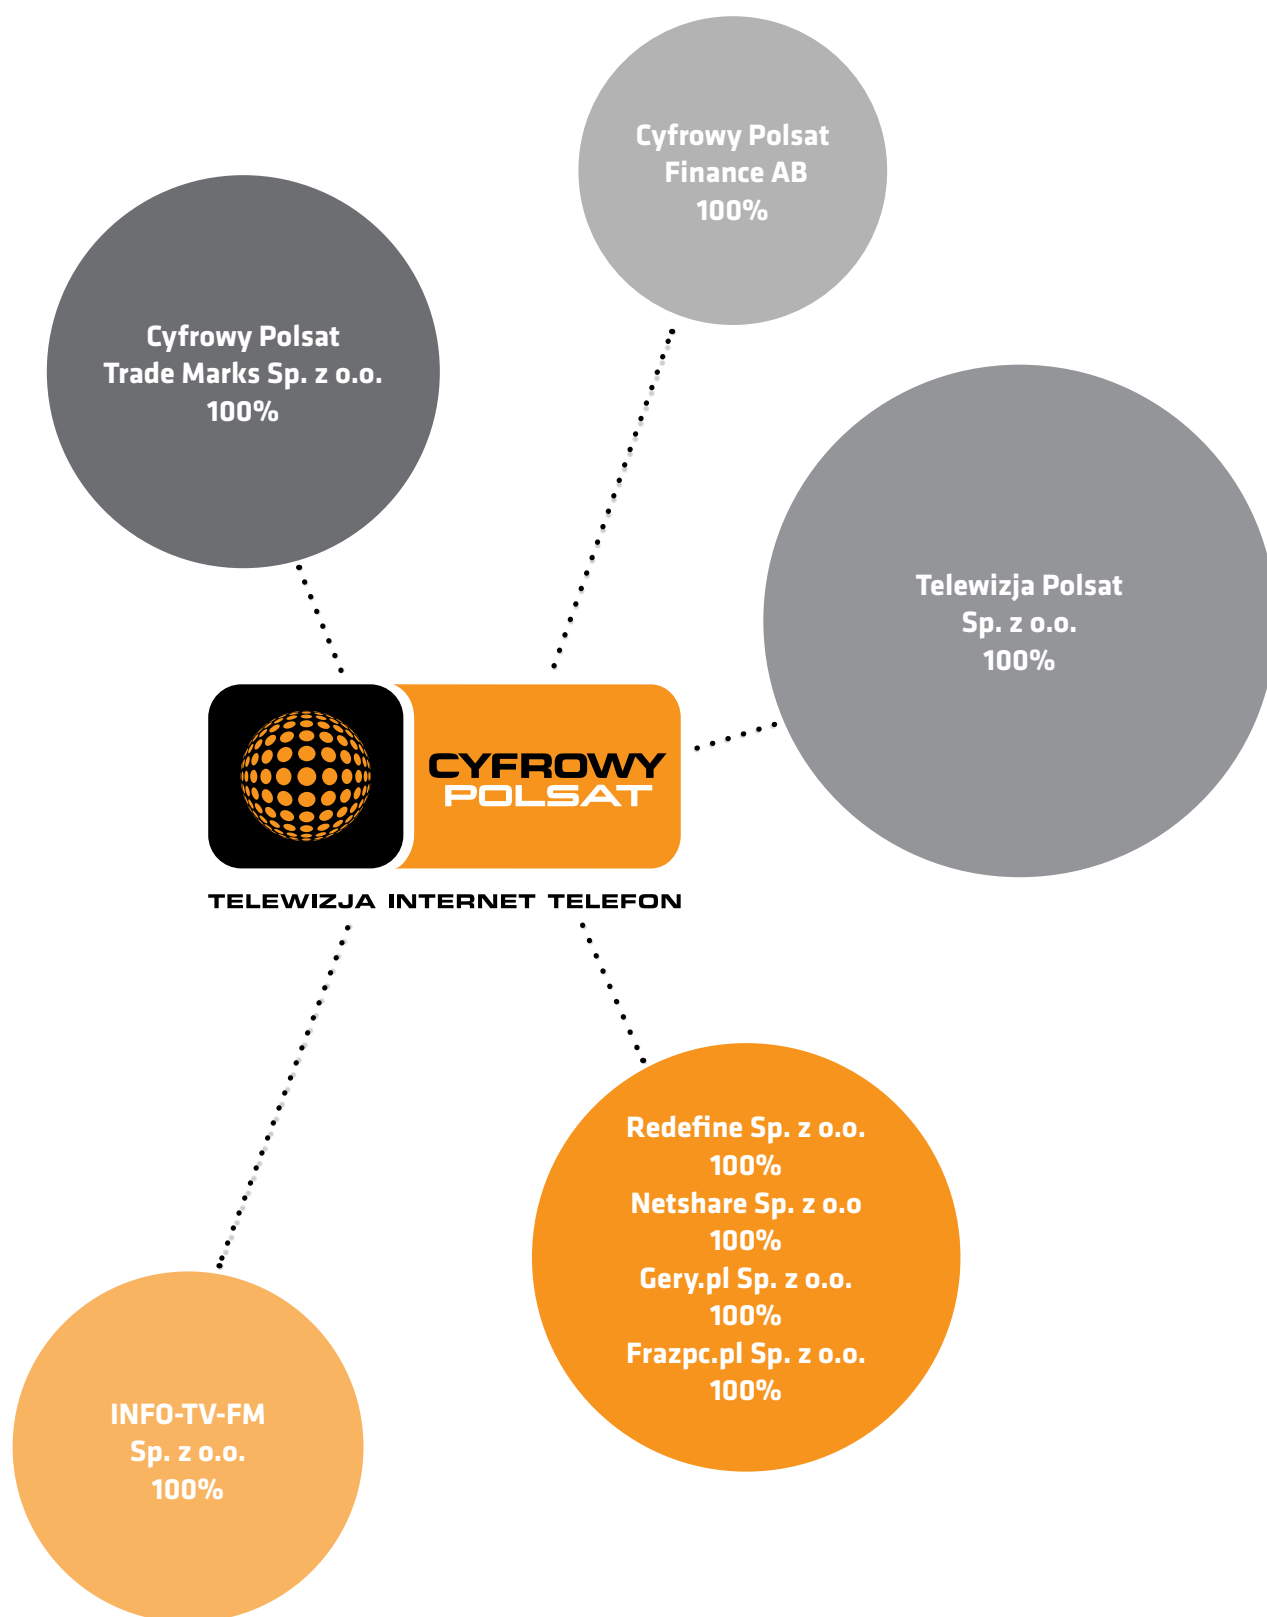 Cyfrowy Polsat
Finance AB
100%
Cyfrowy Polsat
Trade Marks Sp. z o.o.
100%
Telewizja Polsat
Sp. z o.o.
100%
CYFROWY
POLSAT
TELEWIZJA INTERNET TELEFON
Redefine Sp. z o.o.
100%
Netshare Sp. z o.o
100%
Gery.pl Sp. z o.o.
100%
Frazpc.pl Sp. z o.o.
100%
INFO-TV-FM
Sp. z o.o.
100%